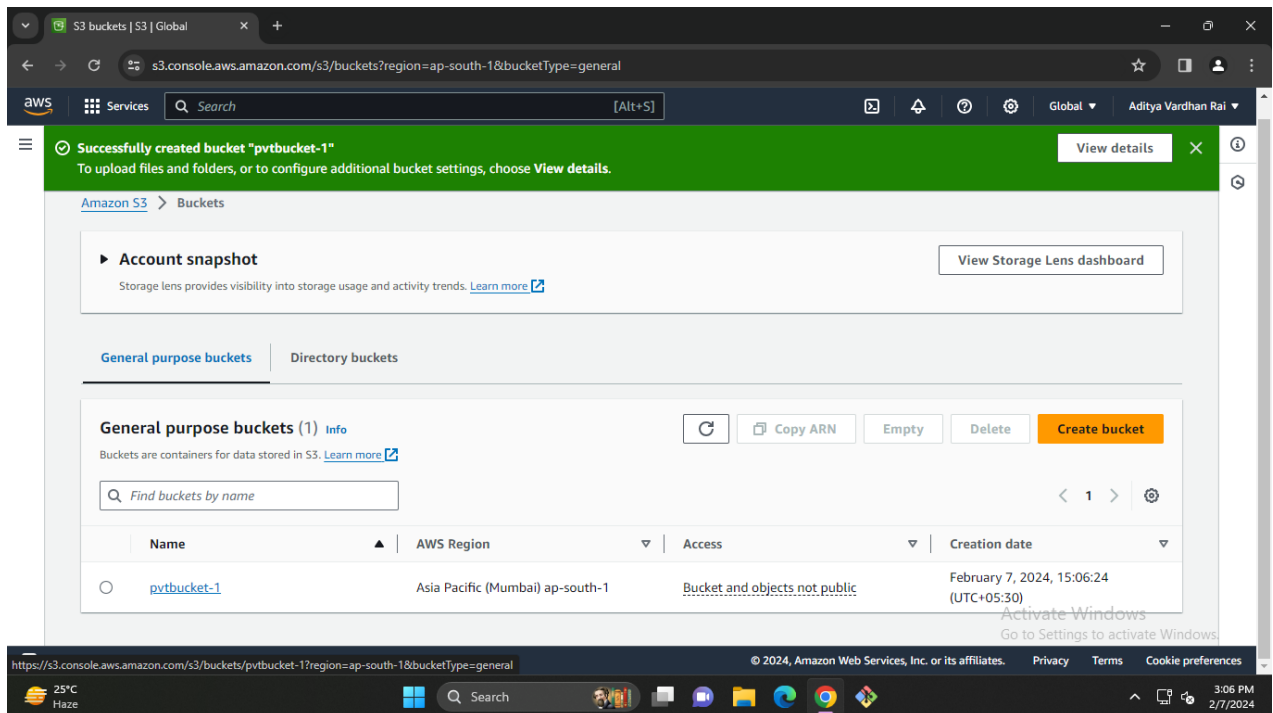 S3 buckets | S3 | Global
s3.console.aws.amazon.com/s3/buckets?region=ap-south-1&bucketType=general
aws Services Search [Alt+S] Global Aditya Vardhan Rai
Successfully created bucket "pvtbucket-1"
To upload files and folders, or to configure additional bucket settings, choose View details.
View details
Amazon S3 > Buckets
Account snapshot
View Storage Lens dashboard
Storage lens provides visibility into storage usage and activity trends. Learn more
General purpose buckets Directory buckets
General purpose buckets (1) Info
Copy ARN Empty Delete Create bucket
Buckets are containers for data stored in S3. Learn more
Find buckets by name
1
Name AWS Region Access Creation date
pvtbucket-1 Asia Pacific (Mumbai) ap-south-1 Bucket and objects not public February 7, 2024, 15:06:24
(UTC+05:30)
Activate Windows
Go to Settings to activate Windows.
https://s3.console.aws.amazon.com/s3/buckets/pvtbucket-1?region=ap-south-1&bucketType=general
© 2024, Amazon Web Services, Inc. or its affiliates. Privacy Terms Cookie preferences
25°C
Haze
Search
3:06 PM
2/7/2024